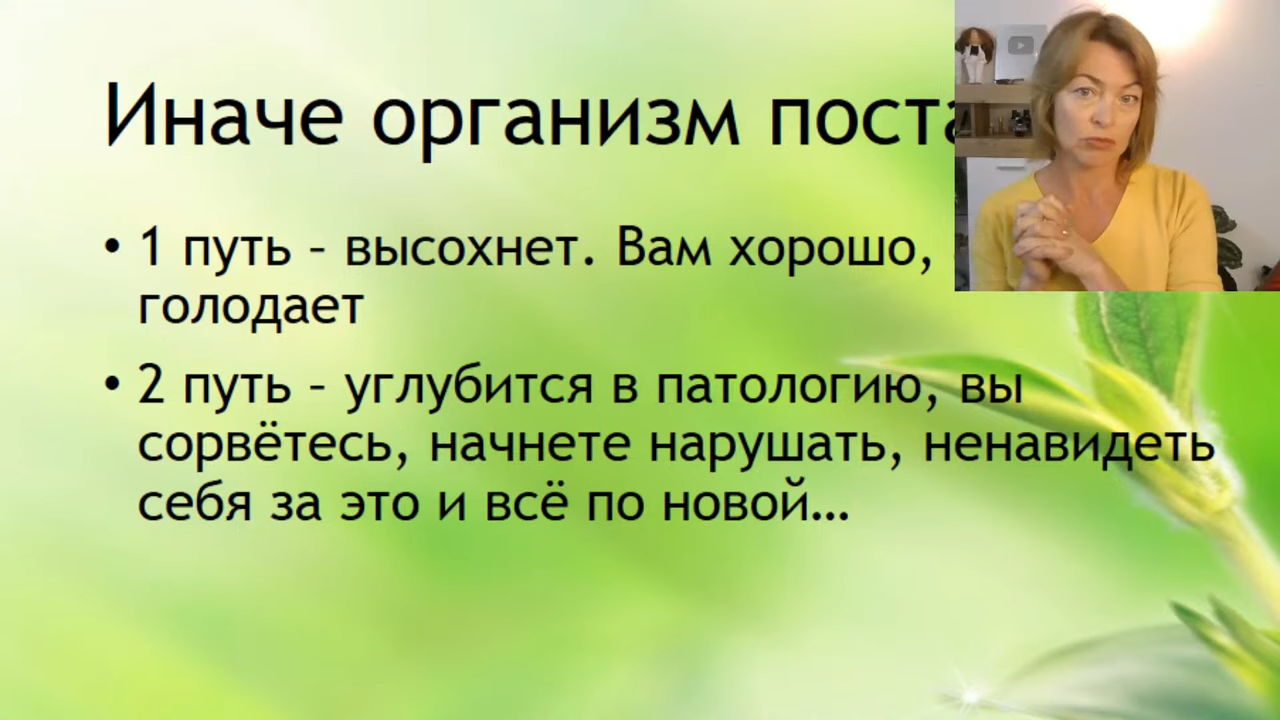 Иначе организм
• 1 путь – высохнет. Вам хорошо,
голодает
• 2 путь – углубится в патологию, вы
сорвётесь, начнете нарушать, ненавидеть
себя за это и всё по новой...